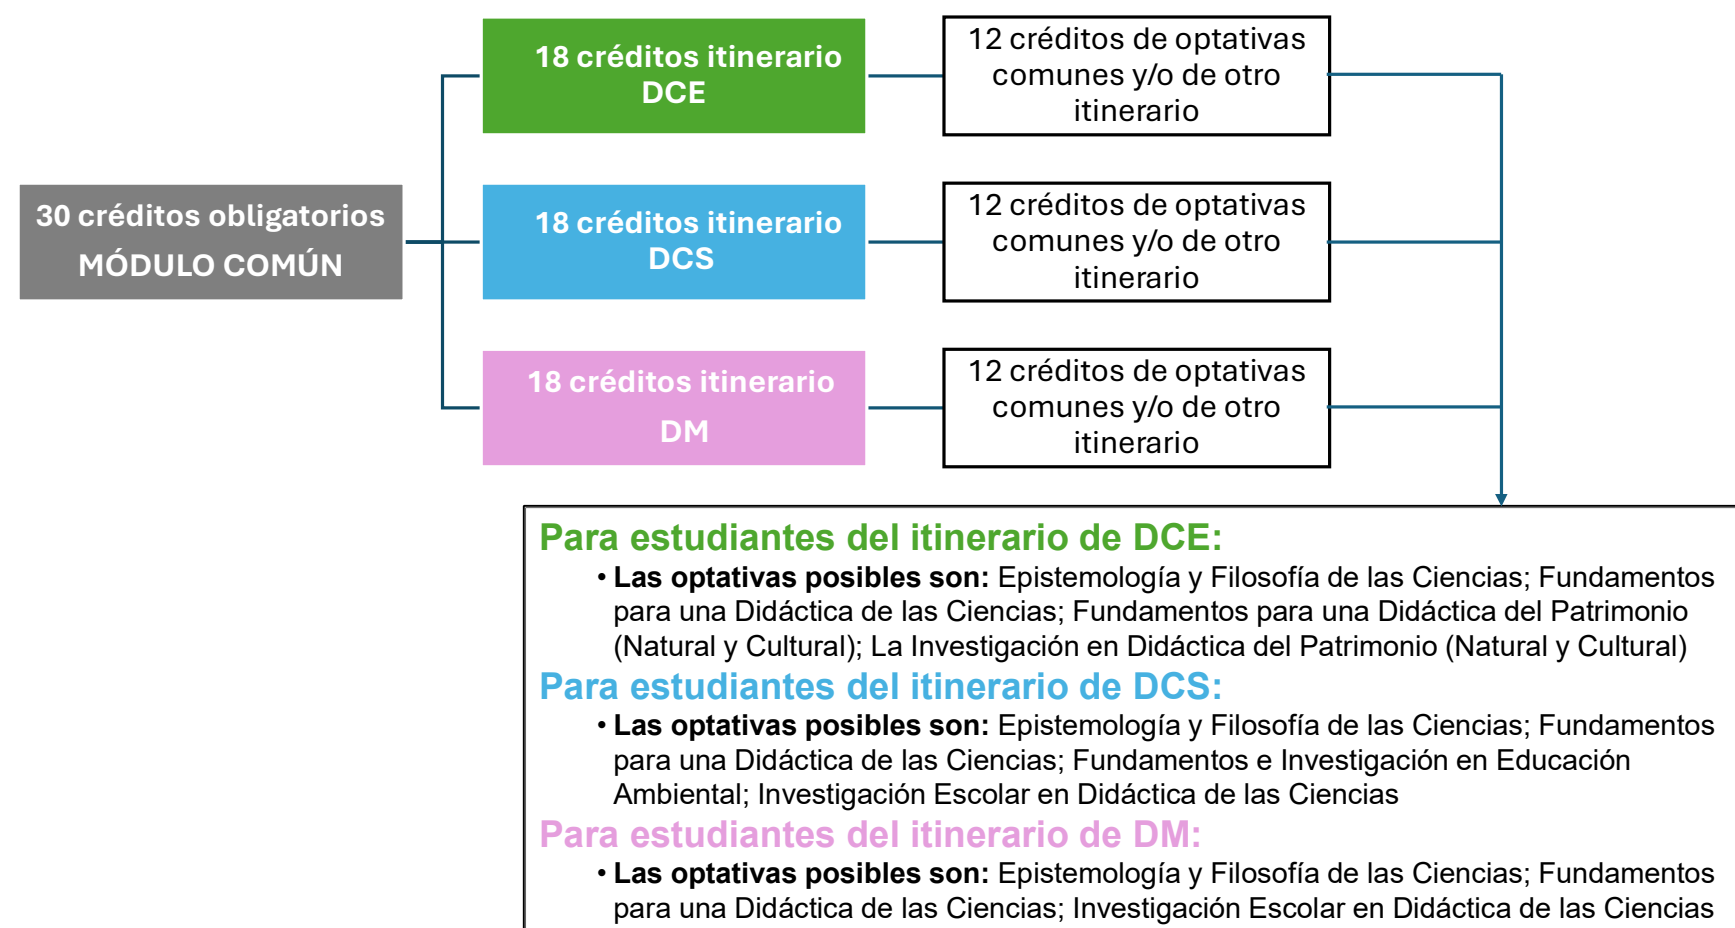 18 créditos itinerario
DCE
12 créditos de optativas
comunes y/o de otro
itinerario
30 créditos obligatorios
MÓDULO COMÚN
18 créditos itinerario
DCS
12 créditos de optativas
comunes y/o de otro
itinerario
18 créditos itinerario
DM
12 créditos de optativas
comunes y/o de otro
itinerario
Para estudiantes del itinerario de DCE:
• Las optativas posibles son: Epistemología y Filosofía de las Ciencias; Fundamentos
para una Didáctica de las Ciencias; Fundamentos para una Didáctica del Patrimonio
(Natural y Cultural); La Investigación en Didáctica del Patrimonio (Natural y Cultural)
Para estudiantes del itinerario de DCS:
• Las optativas posibles son: Epistemología y Filosofía de las Ciencias; Fundamentos
para una Didáctica de las Ciencias; Fundamentos e Investigación en Educación
Ambiental; Investigación Escolar en Didáctica de las Ciencias
Para estudiantes del itinerario de DM:
• Las optativas posibles son: Epistemología y Filosofía de las Ciencias; Fundamentos
para una Didáctica de las Ciencias; Investigación Escolar en Didáctica de las Ciencias